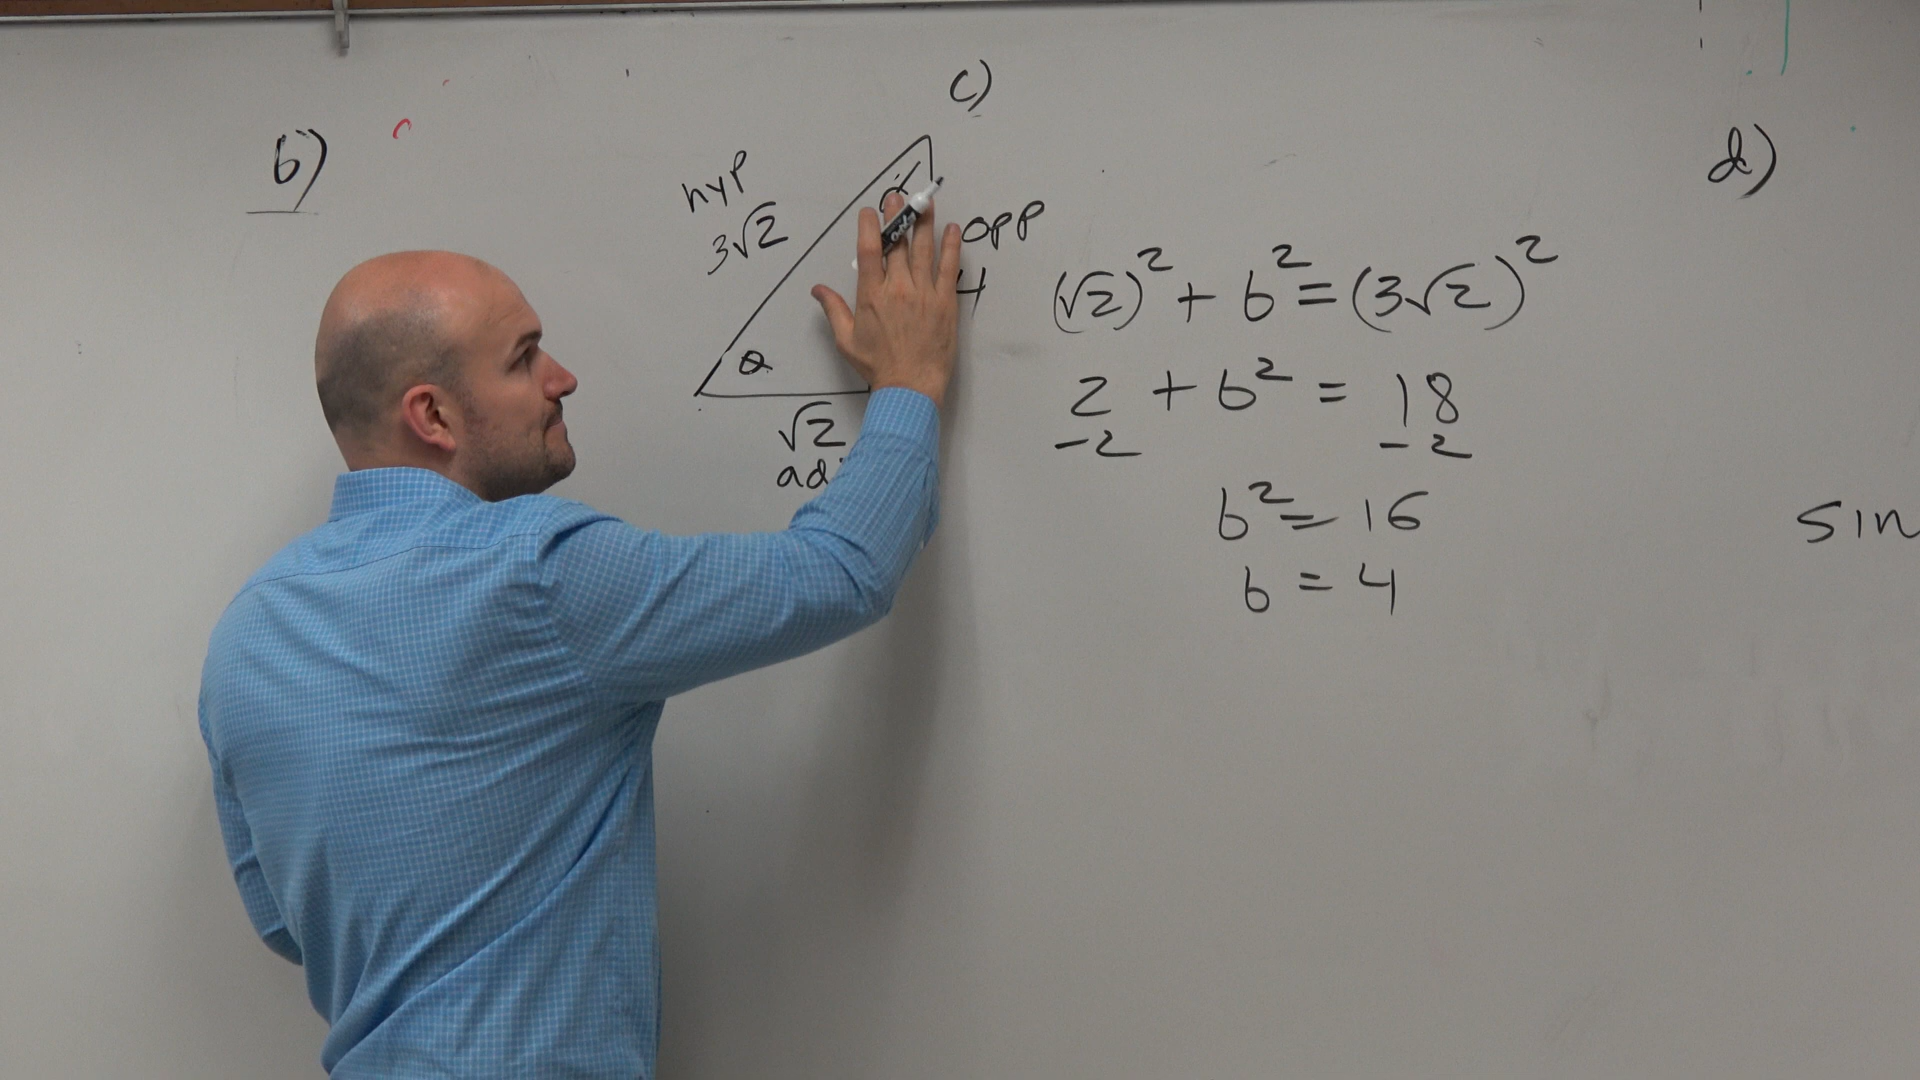 b)
c)
d)
hyp
3√2
α
opp
4
θ
√2
(√2)² + b² = (3√2)²
2 + b² = 18
-2 -2
b² = 16
b = 4
sin